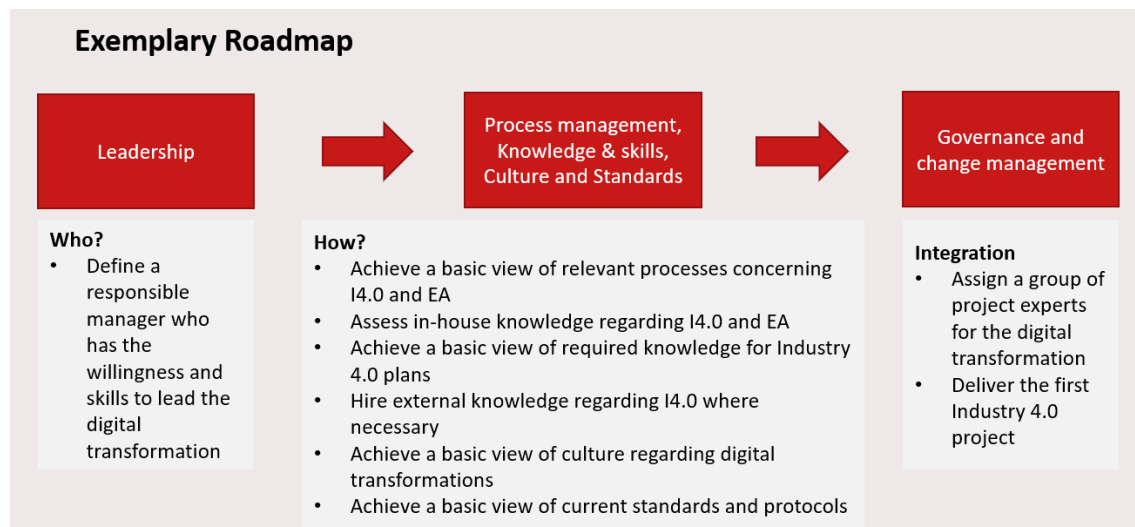 Exemplary Roadmap
Leadership
Process management,
Knowledge & skills,
Culture and Standards
Governance and
change management
Who?
• Define a
responsible
manager who
has the
willingness and
skills to lead the
digital
transformation
How?
• Achieve a basic view of relevant processes concerning
I4.0 and EA
• Assess in-house knowledge regarding I4.0 and EA
• Achieve a basic view of required knowledge for Industry
4.0 plans
• Hire external knowledge regarding I4.0 where
necessary
• Achieve a basic view of culture regarding digital
transformations
• Achieve a basic view of current standards and protocols
Integration
• Assign a group of
project experts
for the digital
transformation
• Deliver the first
Industry 4.0
project